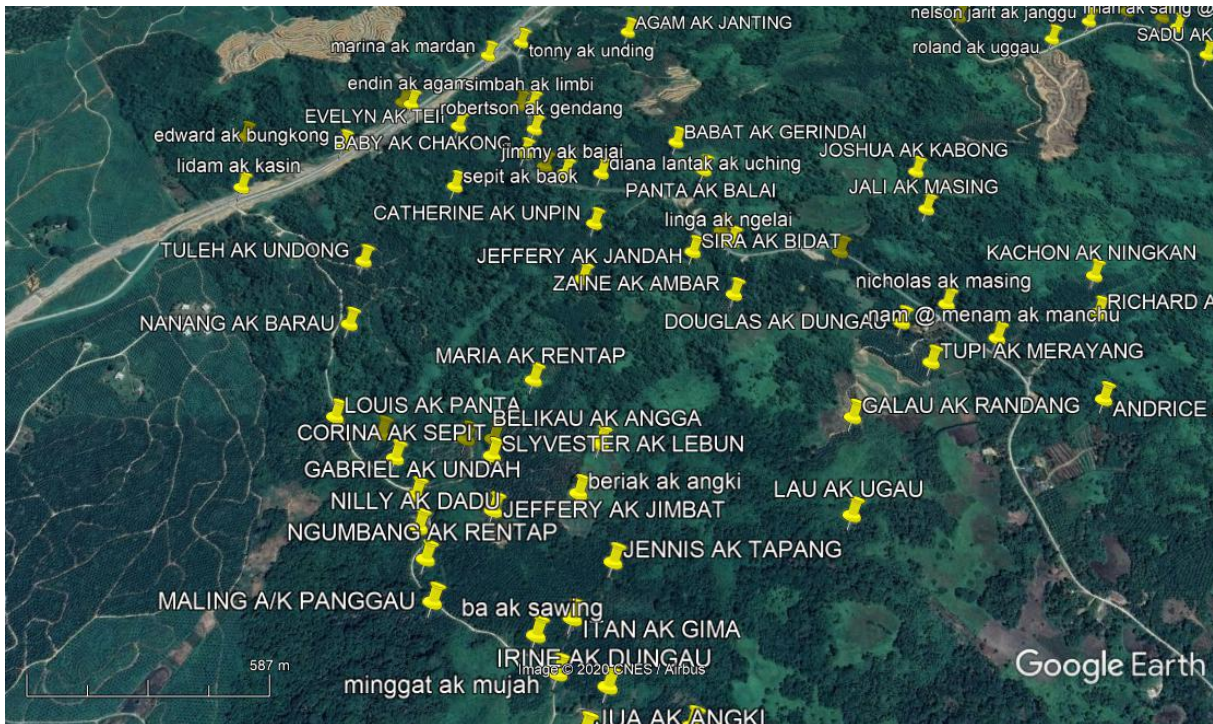 nelson jarit ak janggu
AGAM AK JANTING
SADU AK
marina ak mardan
tonny ak unding
roland ak uggau
endin ak agam
simbah ak limbi
EVELYN AK TEII
robertson ak gendang
edward ak bungkong
BABY AK CHAKONG
BABAT AK GERINDAI
jimmy ak bajai
JOSHUA AK KABONG
lidam ak kasin
diana lantak ak uching
sepit ak baok
PANTA AK BALAI
JALI AK MASING
CATHERINE AK UNPIN
linga ak ngelai
SIRA AK BIDAT
TULEH AK UNDONG
JEFFERY AK JANDAH
KACHON AK NINGKAN
ZAINE AK AMBAR
nicholas ak masing
RICHARD A
NANANG AK BARAU
DOUGLAS AK DUNGAU
nam @ menam ak manchu
MARIA AK RENTAP
TUPI AK MERAYANG
LOUIS AK PANTA
GALAU AK RANDANG
ANDRICE
BELIKAU AK ANGGA
CORINA AK SEPIT
SLYVESTER AK LEBUN
GABRIEL AK UNDAH
beriak ak angki
LAU AK UGAU
NILLY AK DADU
JEFFERY AK JIMBAT
NGUMBANG AK RENTAP
JENNIS AK TAPANG
MALING A/K PANGGAU
ba ak sawing
ITAN AK GIMA
IRINE AK DUNGAU
587 m
Image © 2020 CNES / Airbus
Google Earth
minggat ak mujah
JUA AK ANGKI